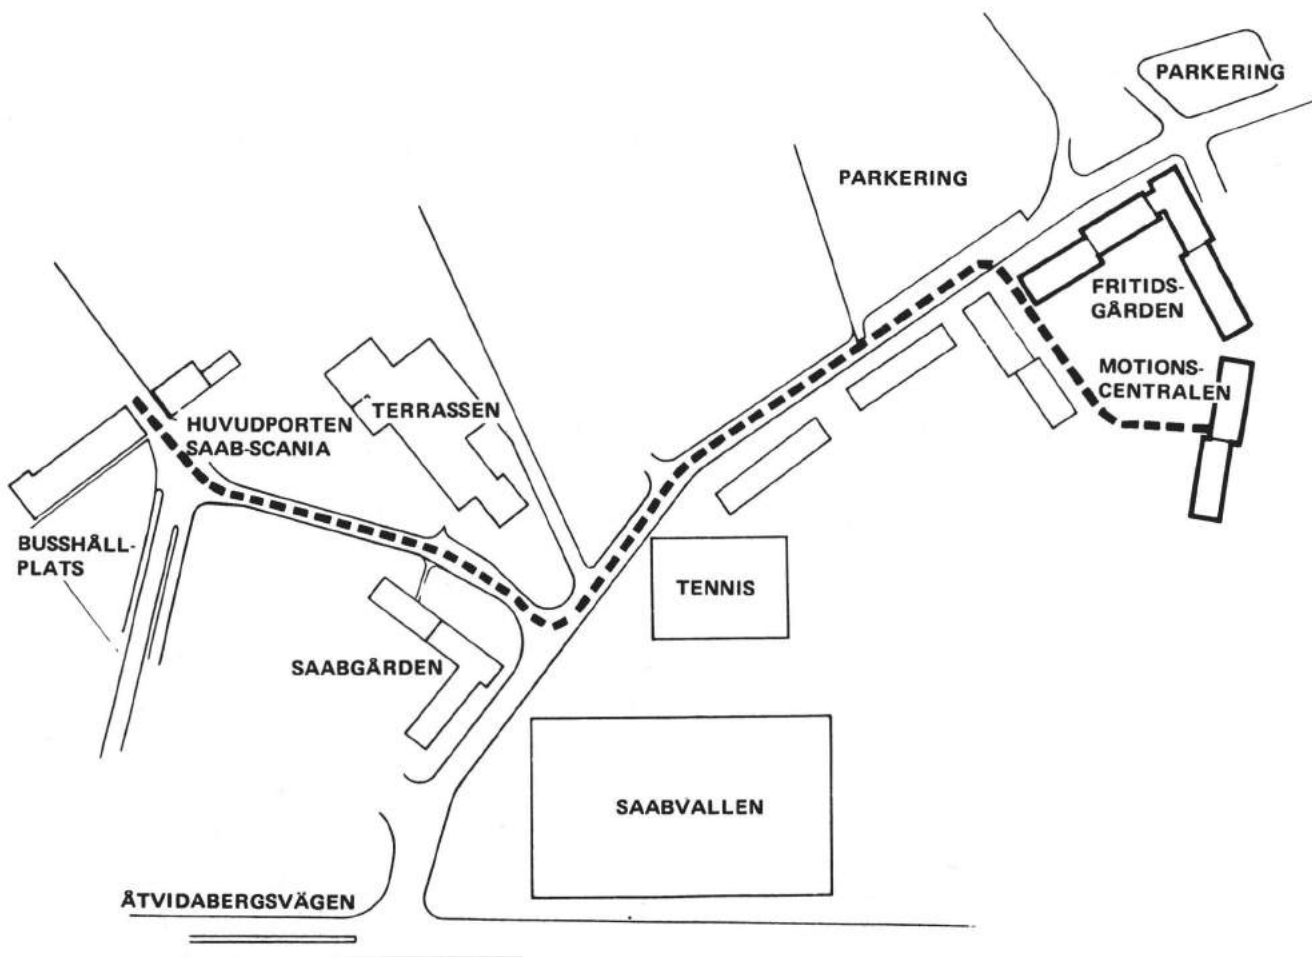 PARKERING
PARKERING
FRITIDS-
GÅRDEN
MOTIONS-
CENTRALEN
HUVUDPORTEN
SAAB-SCANIA
TERRASSEN
BUSSHÅLL-
PLATS
TENNIS
SAABGÅRDEN
SAABVALLEN
ÅTVIDABERGSVÄGEN